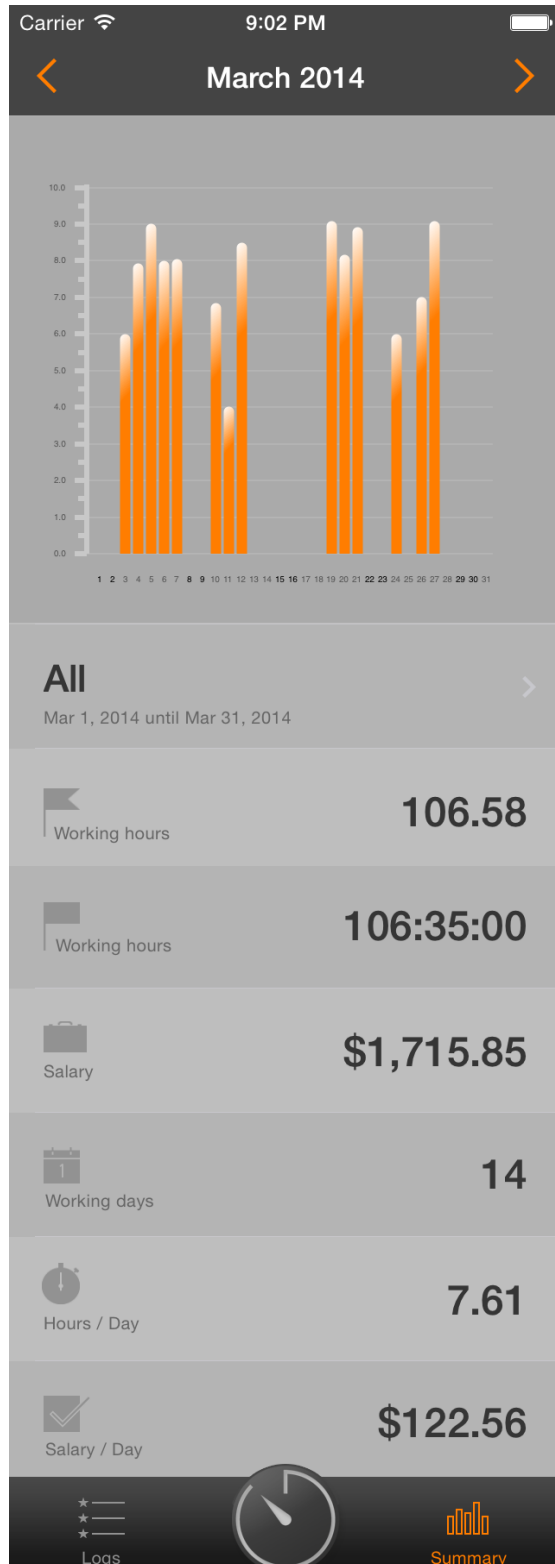 Carrier 9:02 PM
March 2014
10.0
9.0
8.0
7.0
6.0
5.0
4.0
3.0
2.0
1.0
0.0
1 2 3 4 5 6 7 8 9 10 11 12 13 14 15 16 17 18 19 20 21 22 23 24 25 26 27 28 29 30 31
All
Mar 1, 2014 until Mar 31, 2014
Working hours 106.58
Working hours 106:35:00
Salary $1,715.85
1
Working days 14
Hours / Day 7.61
Salary / Day $122.56
Logs Summary